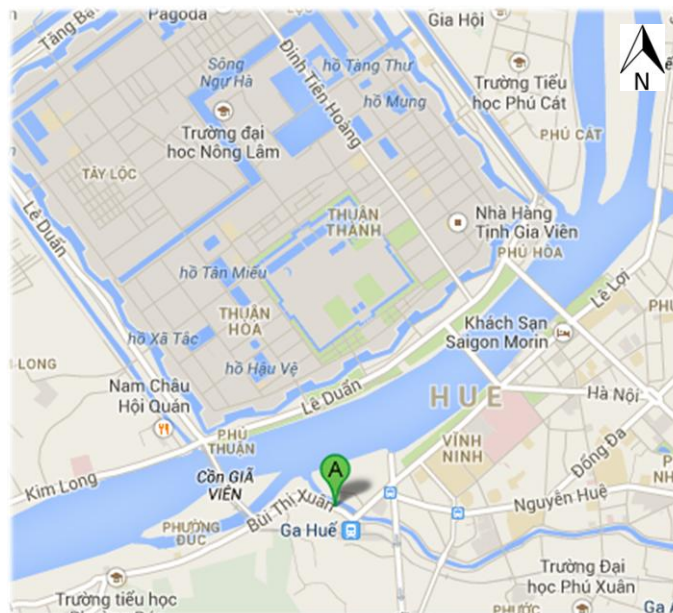 Tăng Bạt
Pagoda
Gia Hội
N
Sông
Ngự Hà
hồ Tàng Thư
Đinh Tiên Hoàng
hồ Mưng
Trường Tiểu
học Phú Cát
Trường đại
học Nông Lâm
PHÚ CÁT
TÂY LỘC
Lê Duẩn
THUẬN
THÀNH
Nhà Hàng
Tịnh Gia Viên
PHÚ HÒA
hồ Tân Miếu
Lê Lợi
THUẬN
HÒA
hồ Xã Tắc
Khách Sạn
Saigon Morin
-LONG
hồ Hậu Vệ
Nam Châu
Hội Quán
Lê Duẩn
HUE
Hà Nội
PHÚ
THUẬN
VĨNH
NINH
Đống Đa
Kim Long
Cồn GIÃ
VIÊN
A
Bùi Thị Xuân
Nguyễn Huệ
PHƯỜNG
ĐÚC
Ga Huế
Trường Đại
học Phú Xuân
Trường tiểu học
PHƯỚC
Ga